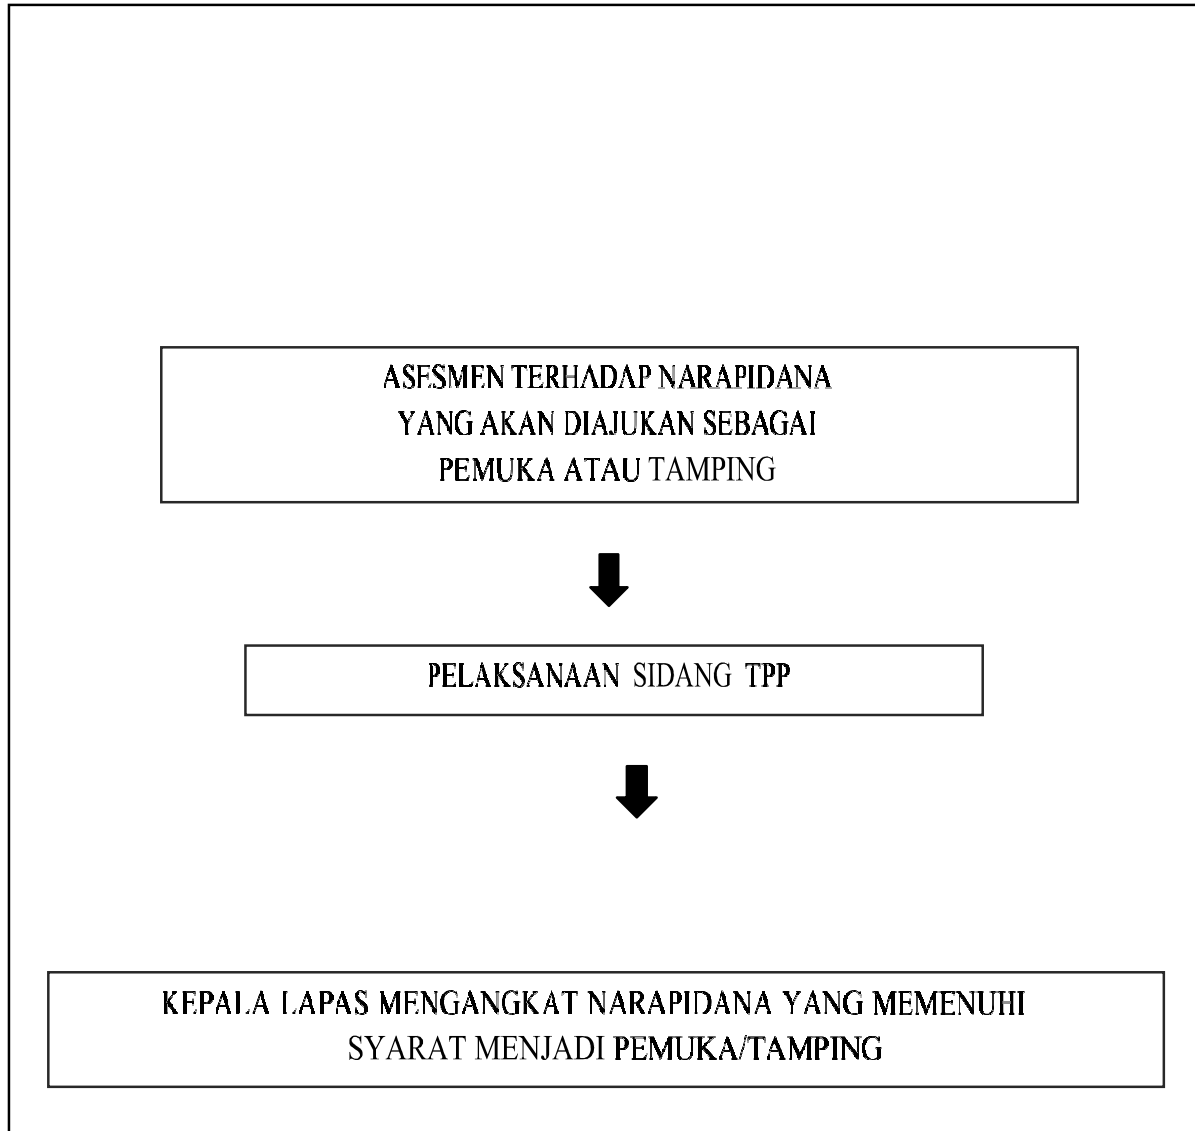 ASESMEN TERHADAP NARAPIDANA
YANG AKAN DIAJUKAN SEBAGAI
PEMUKA ATAU TAMPING
PELAKSANAAN SIDANG TPP
KEPALA LAPAS MENGANGKAT NARAPIDANA YANG MEMENUHI
SYARAT MENJADI PEMUKA/TAMPING